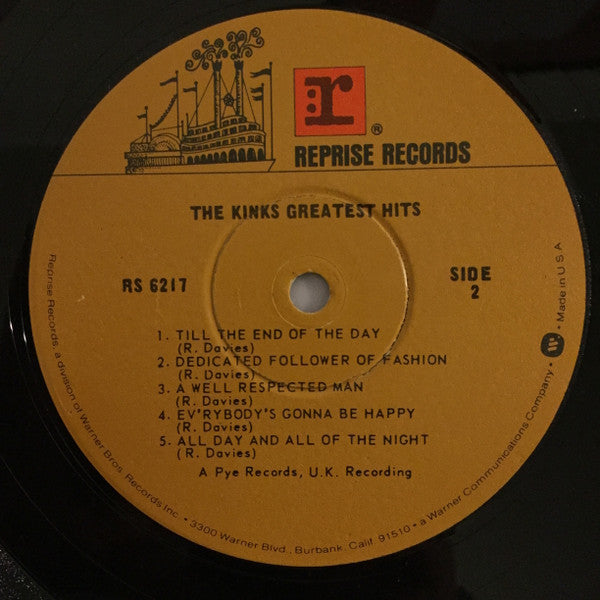 r
®
REPRISE RECORDS
THE KINKS GREATEST HITS
RS 6217
SIDE
2
1. TILL THE END OF THE DAY
(R. Davies)
2. DEDICATED FOLLOWER OF FASHION
(R. Davies)
3. A WELL RESPECTED MAN
(R. Davies)
4. EV'RYBODY'S GONNA BE HAPPY
(R. Davies)
5. ALL DAY AND ALL OF THE NIGHT
(R. Davies)
A Pye Records, U.K. Recording
Reprise Records, a division of Warner Bros. Records Inc. • 3300 Warner Blvd., Burbank, Calif. 91510 • a Warner Communications Company • Made in U.S.A.